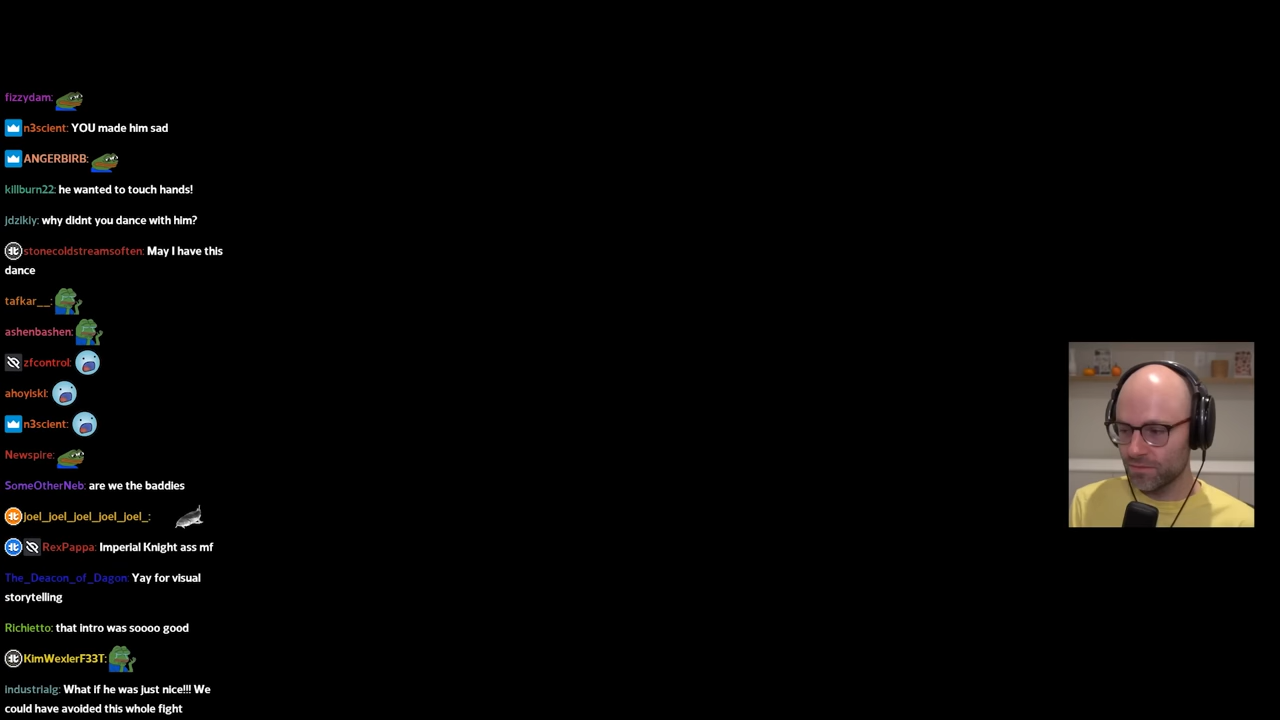 fizzydam:
n3scient: YOU made him sad
ANGERBIRB:
killburn22: he wanted to touch hands!
jdzikiy: why didnt you dance with him?
stonecoldstreamsoften: May I have this
dance
tafkar__:
ashenbashen:
zfcontrol:
ahoyiski:
n3scient:
Newspire:
SomeOtherNeb: are we the baddies
joel_joel_joel_joel_joel_:
RexPappa: Imperial Knight ass mf
The_Deacon_of_Dagon: Yay for visual
storytelling
Richietto: that intro was soooo good
KimWexlerF33T:
industrialg: What if he was just nice!!! We
could have avoided this whole fight